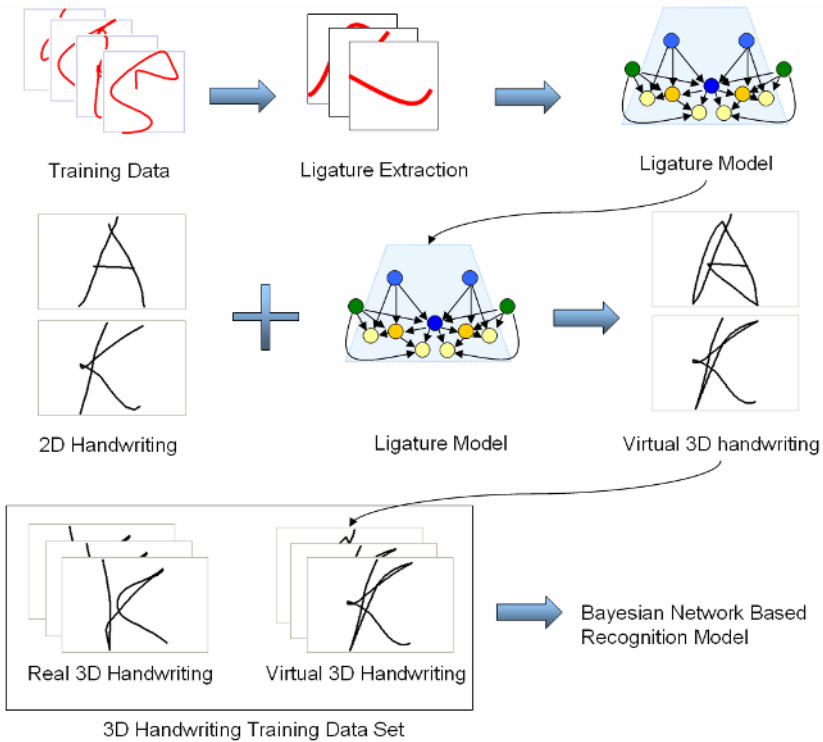 Training Data
Ligature Extraction
Ligature Model
2D Handwriting
Ligature Model
Virtual 3D handwriting
Real 3D Handwriting
Virtual 3D Handwriting
Bayesian Network Based
Recognition Model
3D Handwriting Training Data Set